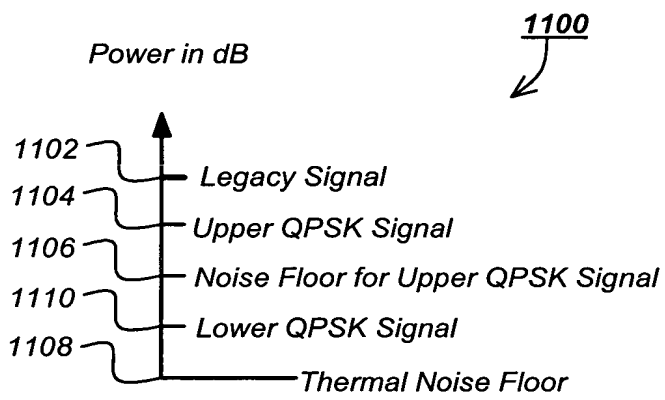 1100
Power in dB
1102
Legacy Signal
1104
Upper QPSK Signal
1106
Noise Floor for Upper QPSK Signal
1110
Lower QPSK Signal
1108
Thermal Noise Floor